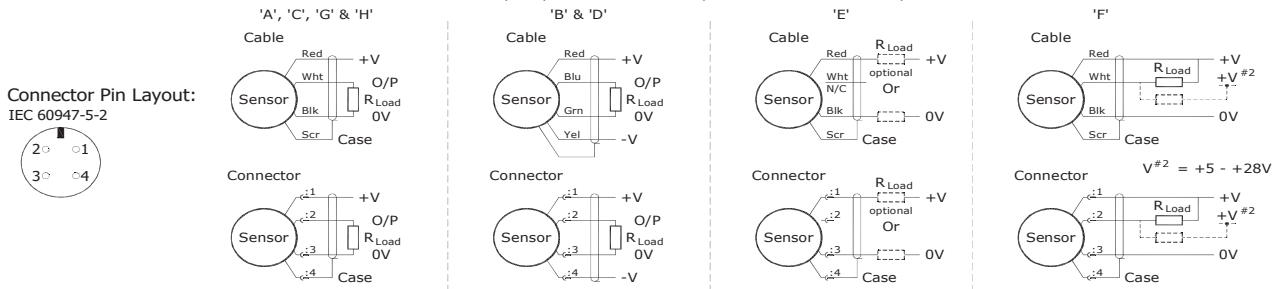 'A', 'C', 'G' & 'H'
'B' & 'D'
'E'
'F'
Connector Pin Layout:
IEC 60947-5-2
2 1
3 4
Cable
Red +V
Wht O/P
Sensor R Load
Blk 0V
Scr Case
Connector
:1 +V
:2 O/P
Sensor R Load
:3 0V
:4 Case
Cable
Red +V
Blu O/P
Sensor R Load
Grn 0V
Yel -V
Connector
:1 +V
:2 O/P
Sensor R Load
:3 0V
:4 -V
Cable
R Load
Red +V
optional
Wht
N/C Or
Sensor
Blk 0V
Scr Case
Connector
R Load
:1 +V
optional
:2 Or
Sensor
:3 0V
:4 Case
Cable
Red +V
R Load
Wht +V #2
Sensor
Blk 0V
Scr Case
V#2 = +5 - +28V
Connector
:1 +V
R Load
:2 +V #2
Sensor
:3 0V
:4 Case